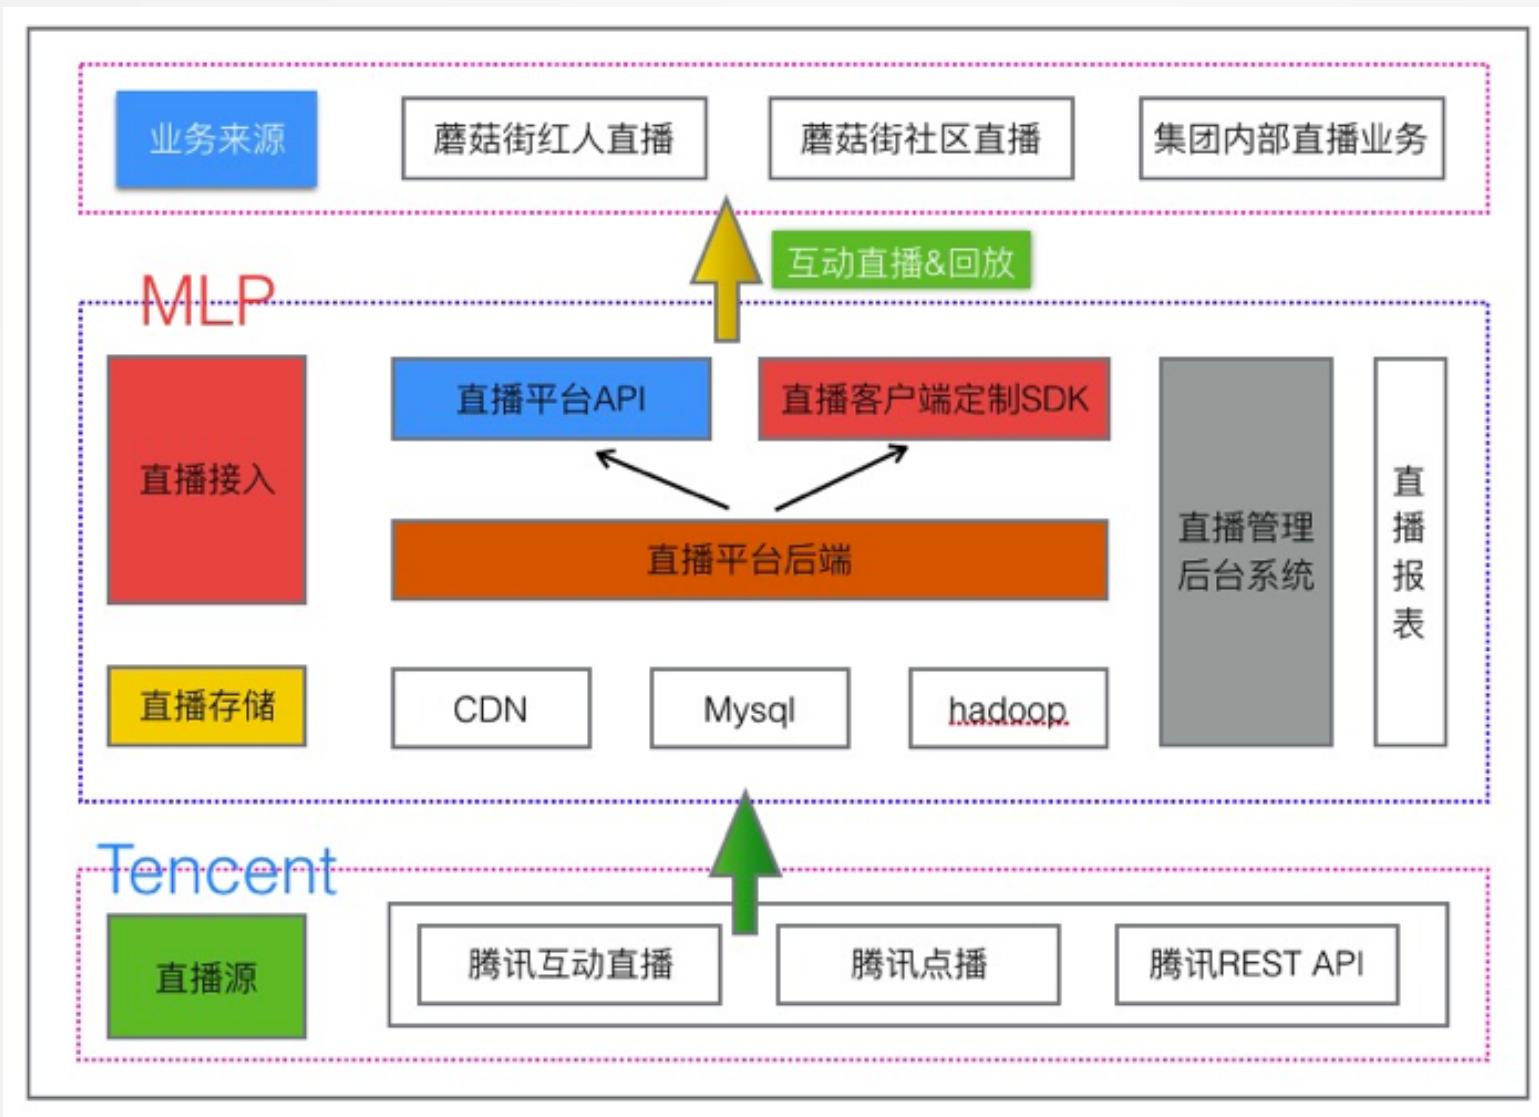 业务来源
蘑菇街红人直播
蘑菇街社区直播
集团内部直播业务
互动直播&回放
MLP
直播接入
直播平台API
直播客户端定制SDK
直播平台后端
直播管理
后台系统
直
播
报
表
直播存储
CDN
Mysql
hadoop
Tencent
直播源
腾讯互动直播
腾讯点播
腾讯REST API